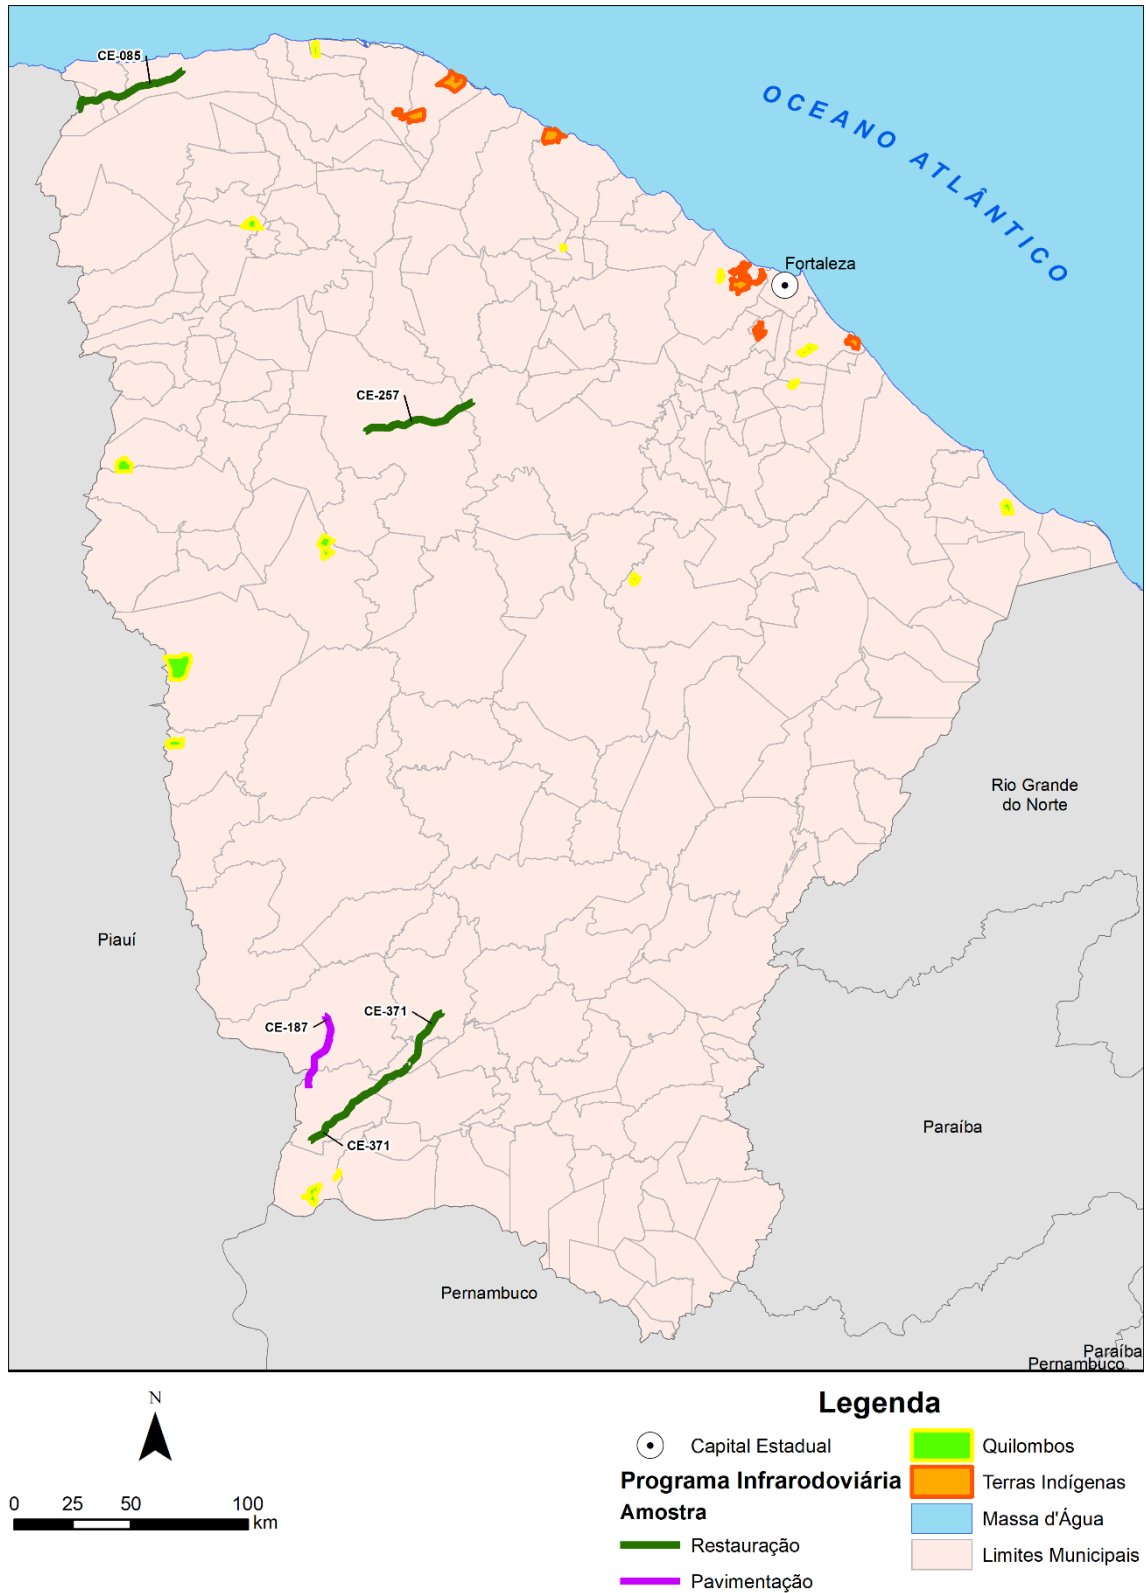 CE-085
OCEANO ATLÂNTICO
Fortaleza
CE-257
Rio Grande
do Norte
Piauí
CE-371
CE-187
Paraíba
CE-371
Pernambuco
Paraíba
Pernambuco
N
0 25 50 100
km
Legenda
Capital Estadual
Programa Infrarodoviária
Amostra
Restauração
Pavimentação
Quilombos
Terras Indígenas
Massa d'Água
Limites Municipais